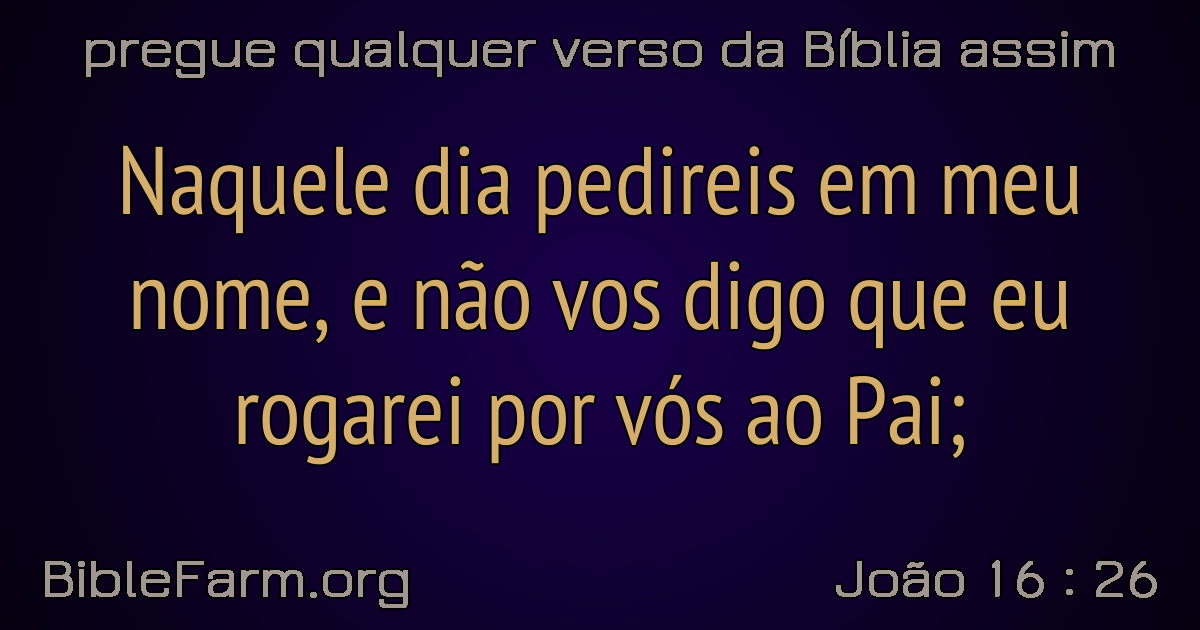 pregue qualquer verso da Bíblia assim
Naquele dia pedireis em meu
nome, e não vos digo que eu
rogarei por vós ao Pai;
BibleFarm.org
João 16 : 26